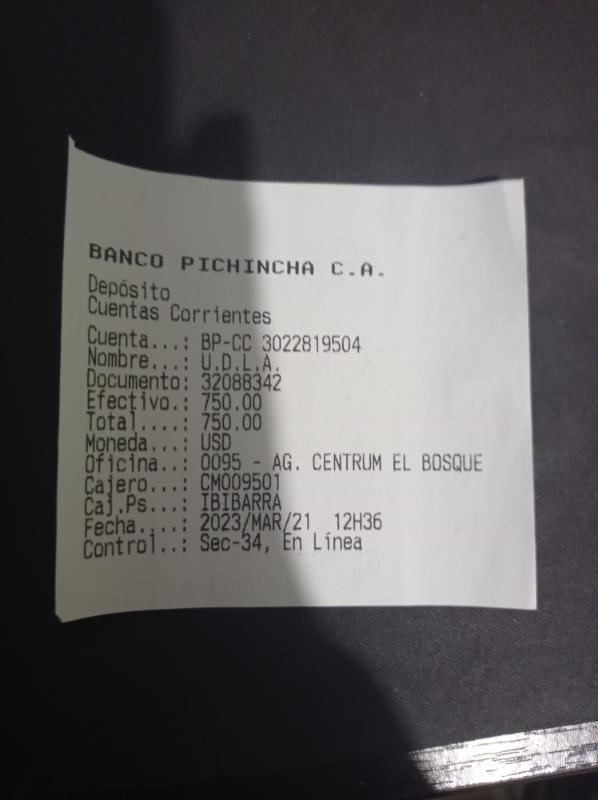 BANCO PICHINCHA C.A.
Depósito
Cuentas Corrientes
Cuenta...: BP-CC 3022819504
Nombre...: U.D.L.A.
Documento: 32088342
Efectivo.: 750.00
Total....: 750.00
Moneda...: USD
Oficina..: 0095 - AG. CENTRUM EL BOSQUE
Cajero...: CM009501
Caj.Ps...: IBIBARRA
Fecha....: 2023/MAR/21 12H36
Control..: Sec-34, En Línea